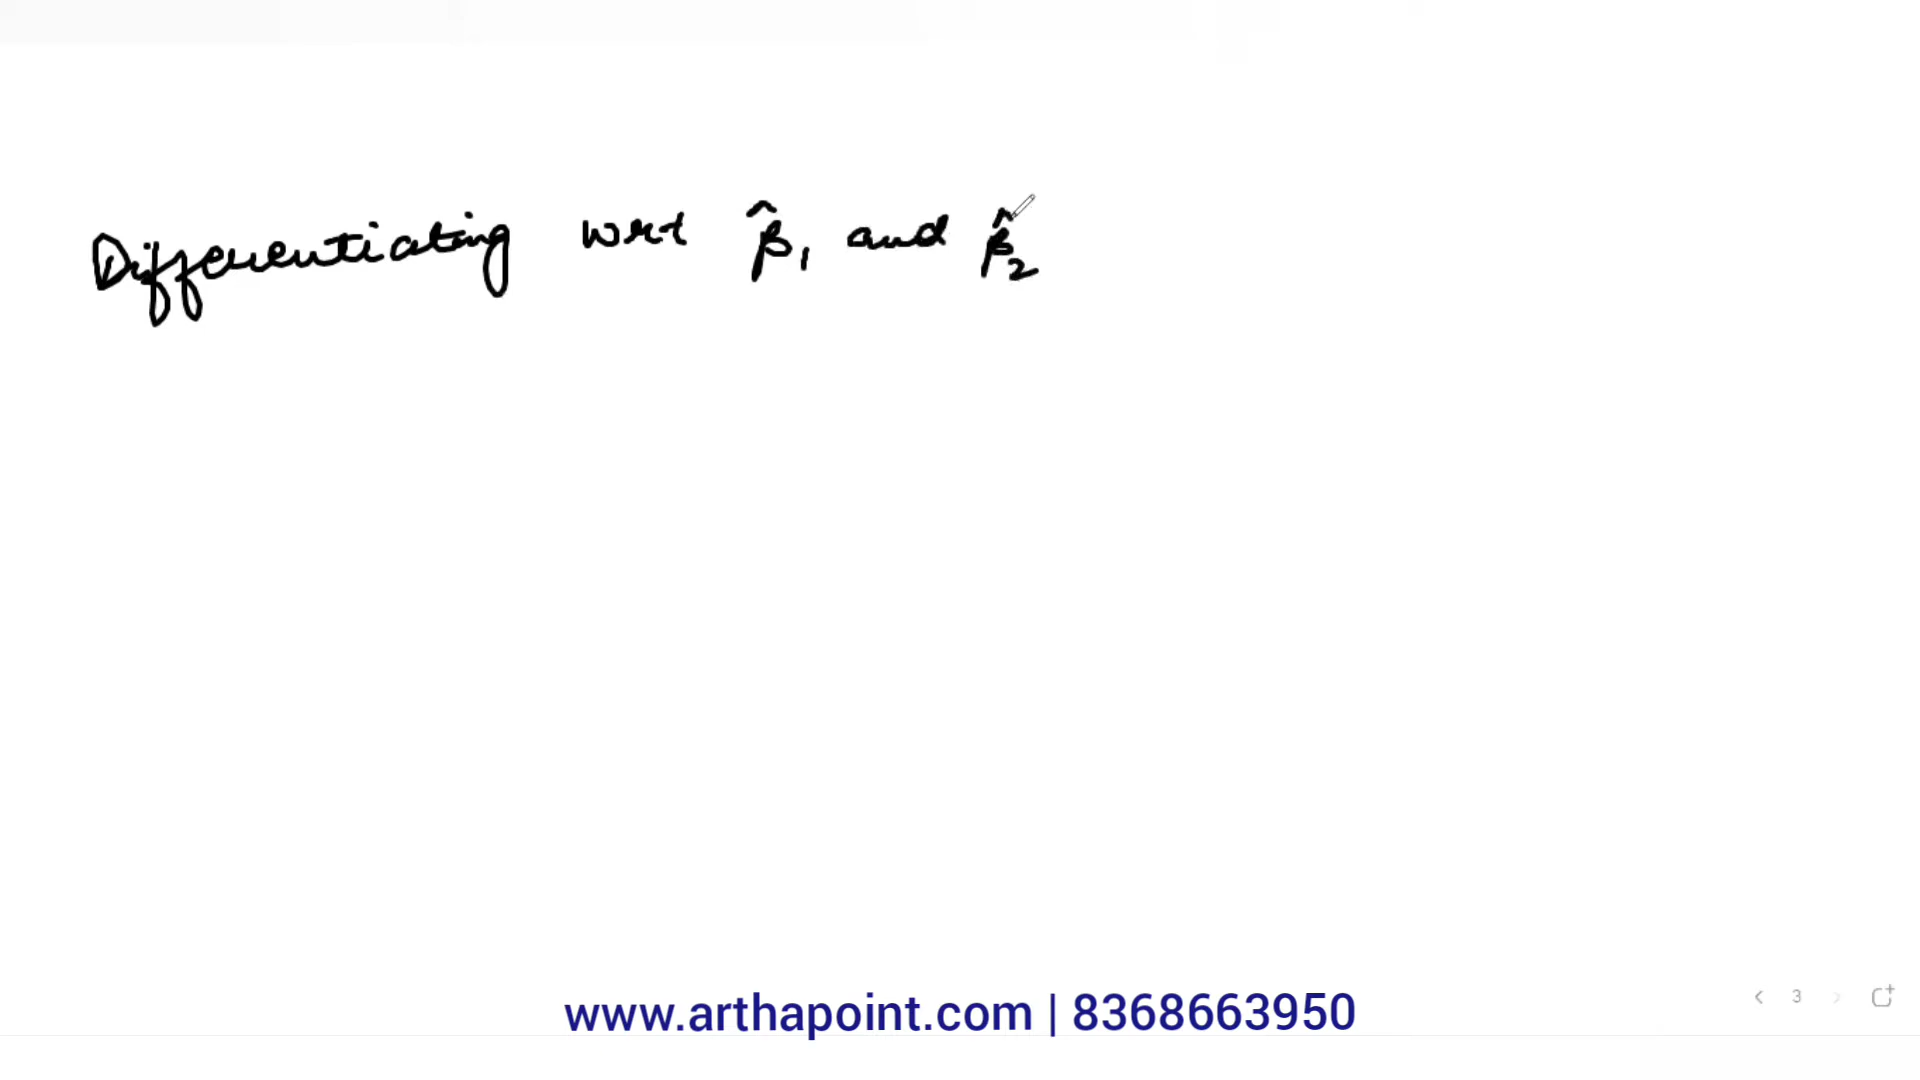 Differentiating wrt β̂₁ and β̂₂
www.arthapoint.com | 8368663950
3